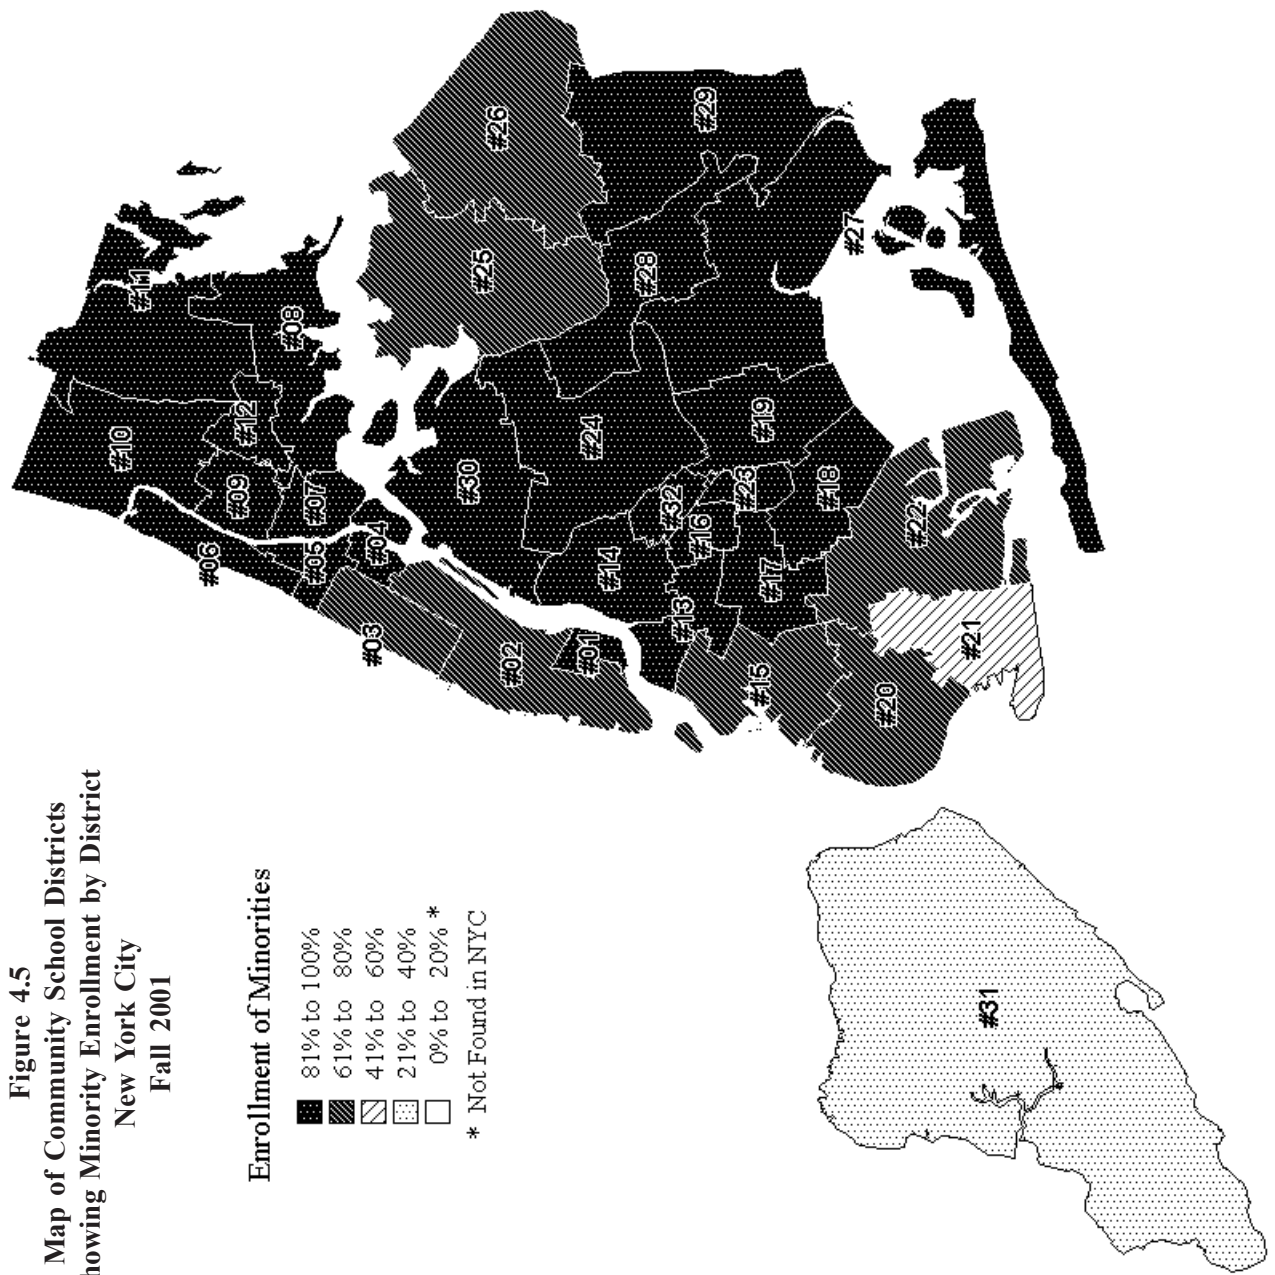 Figure 4.5
Map of Community School Districts
howing Minority Enrollment by District
New York City
Fall 2001
Enrollment of Minorities
81% to 100%
61% to 80%
41% to 60%
21% to 40%
0% to 20% *
* Not Found in NYC
#26
#29
#11
#25
#27
#28
#08
#12
#10
#24
#19
#30
#09
#07
#32
#23
#18
#22
#16
#04
#05
#06
#14
#17
#13
#03
#02
#01
#15
#20
#21
#31